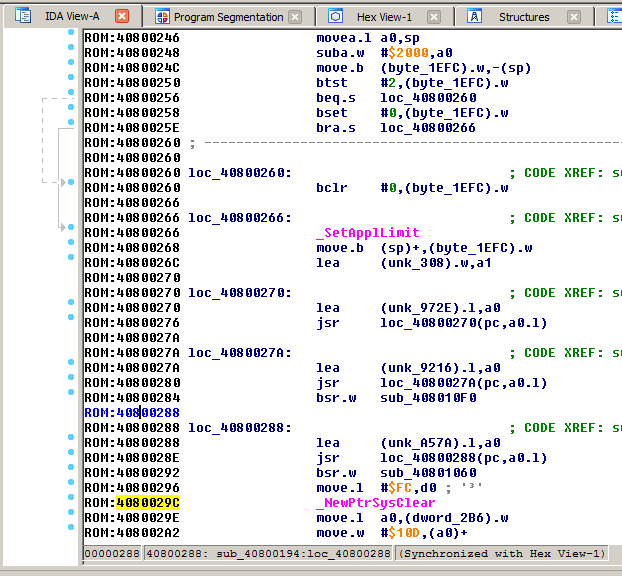 IDA View-A Program Segmentation Hex View-1 Structures
ROM:40800246 movea.l a0,sp
ROM:40800248 suba.w #$2000,a0
ROM:4080024C move.b (byte_1EFC).w,-(sp)
ROM:40800250 btst #2,(byte_1EFC).w
ROM:40800256 beq.s loc_40800260
ROM:40800258 bset #0,(byte_1EFC).w
ROM:4080025E bra.s loc_40800266
ROM:40800260 ; ---------------------------------------------------
ROM:40800260
ROM:40800260 loc_40800260: ; CODE XREF: s
ROM:40800260 bclr #0,(byte_1EFC).w
ROM:40800266
ROM:40800266 loc_40800266: ; CODE XREF: s
ROM:40800266 _SetApplLimit
ROM:40800268 move.b (sp)+,(byte_1EFC).w
ROM:4080026C lea (unk_308).w,a1
ROM:40800270
ROM:40800270 loc_40800270: ; CODE XREF: s
ROM:40800270 lea (unk_972E).l,a0
ROM:40800276 jsr loc_40800270(pc,a0.l)
ROM:4080027A
ROM:4080027A loc_4080027A: ; CODE XREF: s
ROM:4080027A lea (unk_9216).l,a0
ROM:40800280 jsr loc_4080027A(pc,a0.l)
ROM:40800284 bsr.w sub_408010F0
ROM:40800288
ROM:40800288 loc_40800288: ; CODE XREF: s
ROM:40800288 lea (unk_A57A).l,a0
ROM:4080028E jsr loc_40800288(pc,a0.l)
ROM:40800292 bsr.w sub_40801060
ROM:40800296 move.l #$FC,d0 ; '³'
ROM:4080029C _NewPtrSysClear
ROM:4080029E move.l a0,(dword_2B6).w
ROM:408002A2 move.w #$10D,(a0)+
00000288 40800288: sub_40800194:loc_40800288 (Synchronized with Hex View-1)